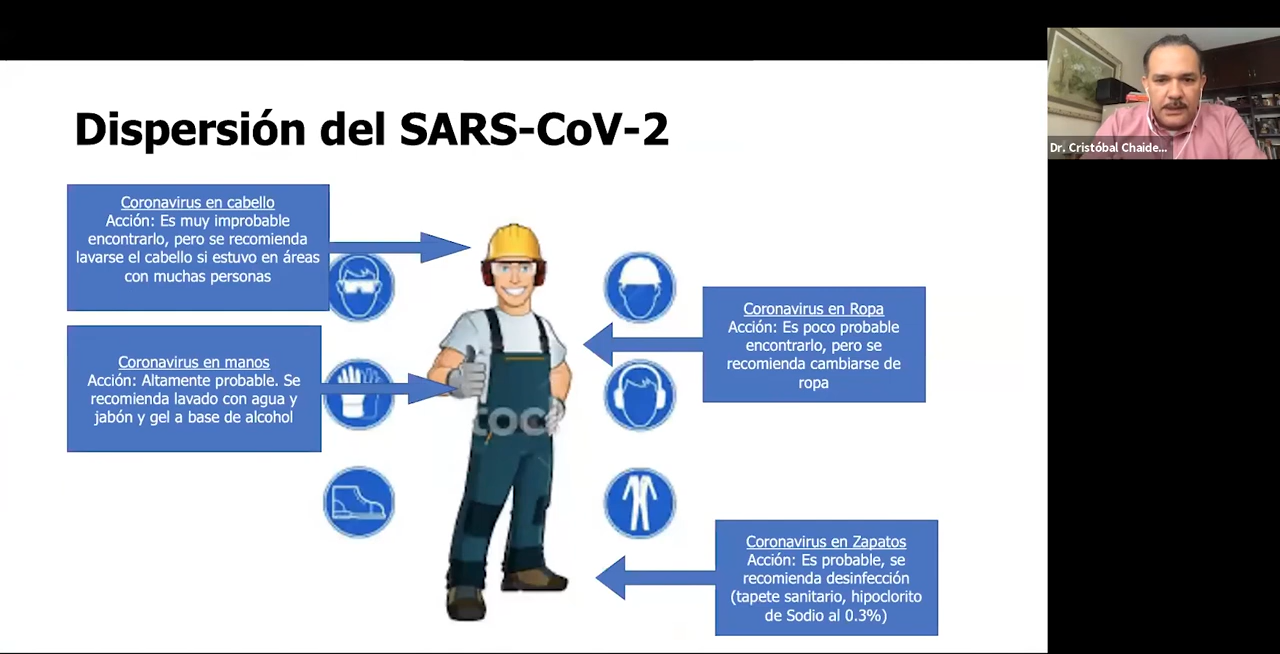 Dispersión del SARS-CoV-2
Coronavirus en cabello
Acción: Es muy improbable
encontrarlo, pero se recomienda
lavarse el cabello si estuvo en áreas
con muchas personas
Coronavirus en manos
Acción: Altamente probable. Se
recomienda lavado con agua y
jabón y gel a base de alcohol
Coronavirus en Ropa
Acción: Es poco probable
encontrarlo, pero se
recomienda cambiarse de
ropa
Coronavirus en Zapatos
Acción: Es probable, se
recomienda desinfección
(tapete sanitario, hipoclorito
de Sodio al 0.3%)
tock
Dr. Cristóbal Chaide...